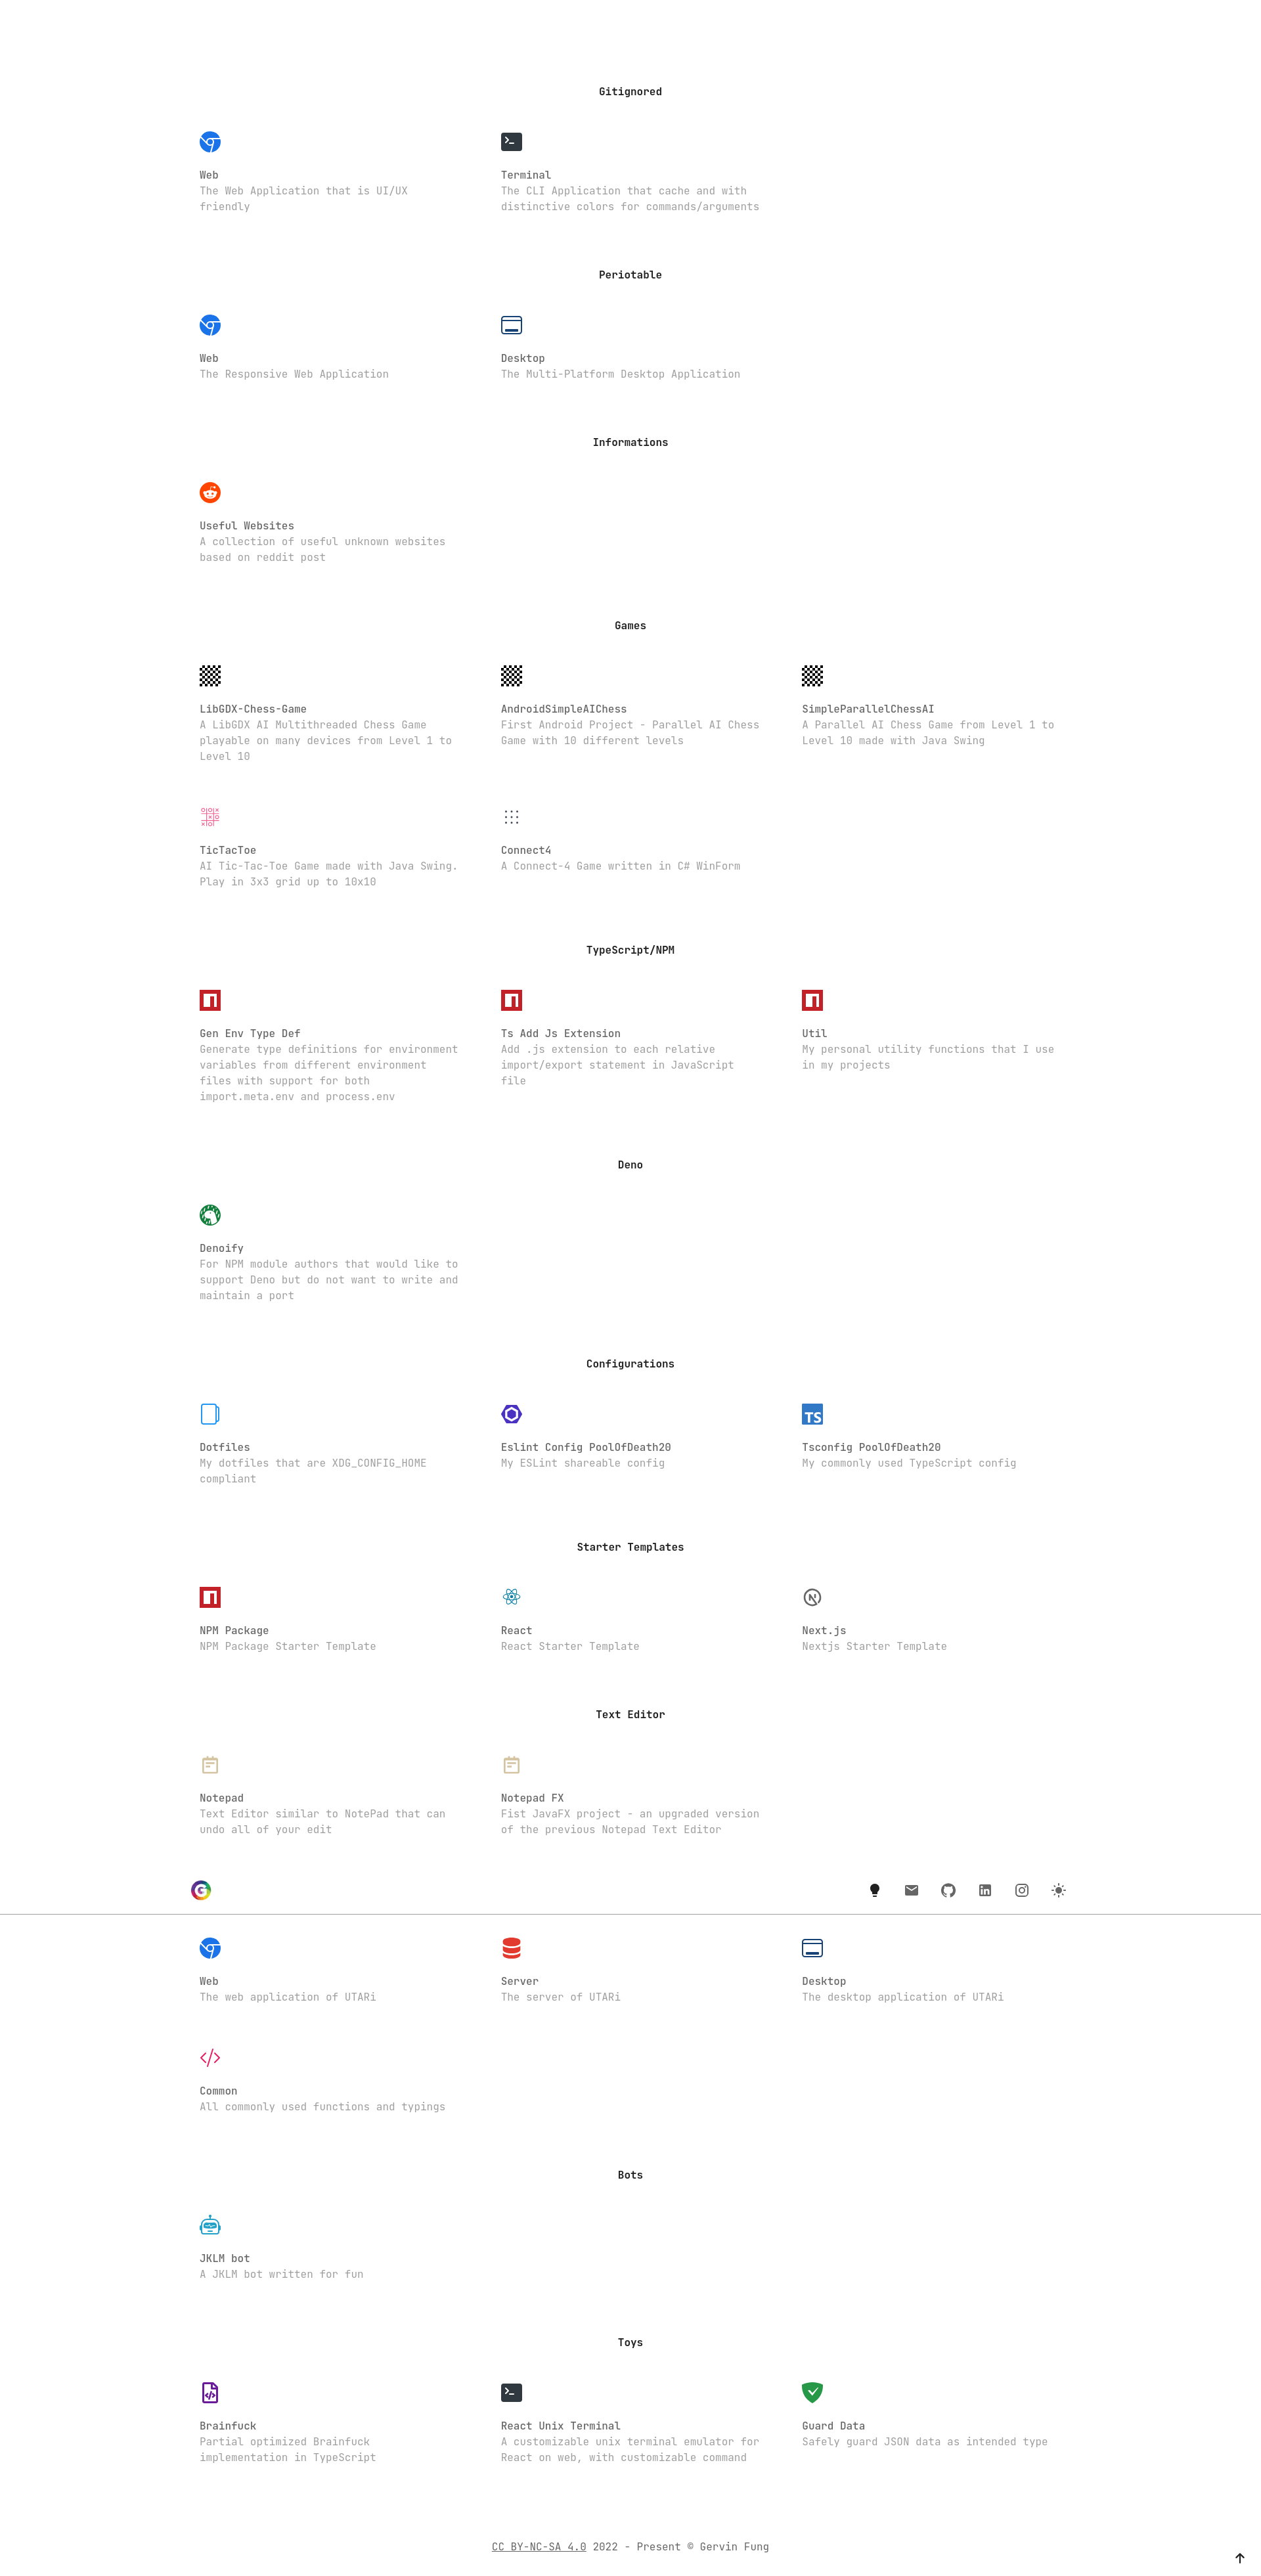 Gitignored
Web
The Web Application that is UI/UX
friendly
Terminal
The CLI Application that cache and with
distinctive colors for commands/arguments
Periotable
Web
The Responsive Web Application
Desktop
The Multi-Platform Desktop Application
Informations
Useful Websites
A collection of useful unknown websites
based on reddit post
Games
LibGDX-Chess-Game
A LibGDX AI Multithreaded Chess Game
playable on many devices from Level 1 to
Level 10
AndroidSimpleAIChess
First Android Project - Parallel AI Chess
Game with 10 different levels
SimpleParallelChessAI
A Parallel AI Chess Game from Level 1 to
Level 10 made with Java Swing
TicTacToe
AI Tic-Tac-Toe Game made with Java Swing.
Play in 3x3 grid up to 10x10
Connect4
A Connect-4 Game written in C# WinForm
TypeScript/NPM
Gen Env Type Def
Generate type definitions for environment
variables from different environment
files with support for both
import.meta.env and process.env
Ts Add Js Extension
Add .js extension to each relative
import/export statement in JavaScript
file
Util
My personal utility functions that I use
in my projects
Deno
Denoify
For NPM module authors that would like to
support Deno but do not want to write and
maintain a port
Configurations
Dotfiles
My dotfiles that are XDG_CONFIG_HOME
compliant
Eslint Config PoolOfDeath20
My ESLint shareable config
TS
Tsconfig PoolOfDeath20
My commonly used TypeScript config
Starter Templates
NPM Package
NPM Package Starter Template
React
React Starter Template
Next.js
Nextjs Starter Template
Text Editor
Notepad
Text Editor similar to NotePad that can
undo all of your edit
Notepad FX
Fist JavaFX project - an upgraded version
of the previous Notepad Text Editor
Web
The web application of UTARi
Server
The server of UTARi
Desktop
The desktop application of UTARi
Common
All commonly used functions and typings
Bots
JKLM bot
A JKLM bot written for fun
Toys
Brainfuck
Partial optimized Brainfuck
implementation in TypeScript
React Unix Terminal
A customizable unix terminal emulator for
React on web, with customizable command
Guard Data
Safely guard JSON data as intended type
CC BY-NC-SA 4.0 2022 - Present © Gervin Fung